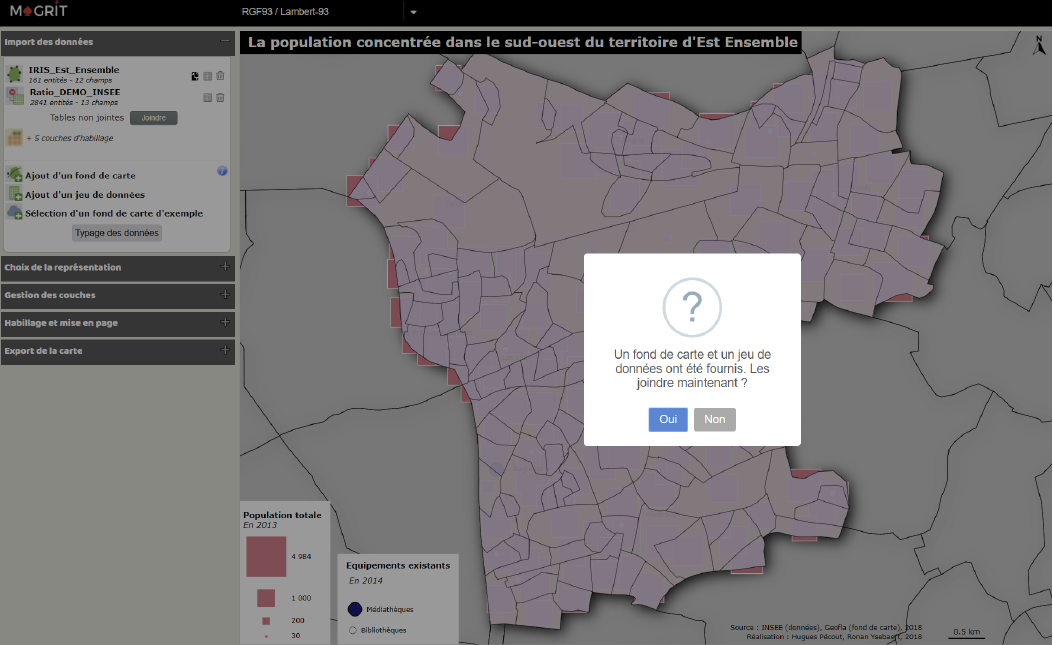 MAGRIT
RGF93 / Lambert-93
Import des données
IRIS_Est_Ensemble
161 entités - 12 champs
Ratio_DEMO_INSEE
2841 entités - 13 champs
Tables non jointes
Joindre
+ 5 couches d'habillage
Ajout d'un fond de carte
Ajout d'un jeu de données
Sélection d'un fond de carte d'exemple
Typage des données
Choix de la représentation
Gestion des couches
Habillage et mise en page
Export de la carte
La population concentrée dans le sud-ouest du territoire d'Est Ensemble
N
Un fond de carte et un jeu de
données ont été fournis. Les
joindre maintenant ?
Oui
Non
Population totale
En 2013
4 984
1 000
200
30
Equipements existants
En 2014
Médiathèques
Bibliothèques
Source : INSEE (données), Geofla (fond de carte), 2018
Réalisation : Hugues Pécout, Ronan Ysebaert, 2018
0.5 km